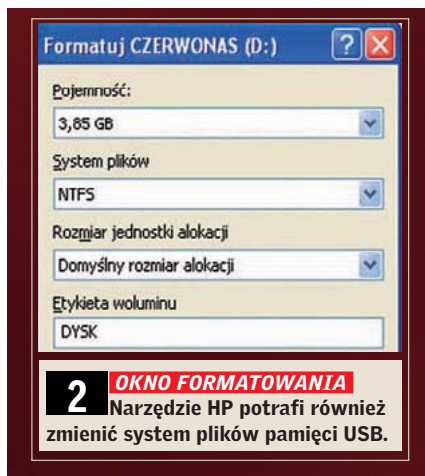 Formatuj CZERWONAS (D:)
Pojemność:
3,85 GB
System plików
NTFS
Rozmiar jednostki alokacji
Domyślny rozmiar alokacji
Etykieta woluminu
DYSK
2 OKNO FORMATOWANIA
Narzędzie HP potrafi również
zmienić system plików pamięci USB.